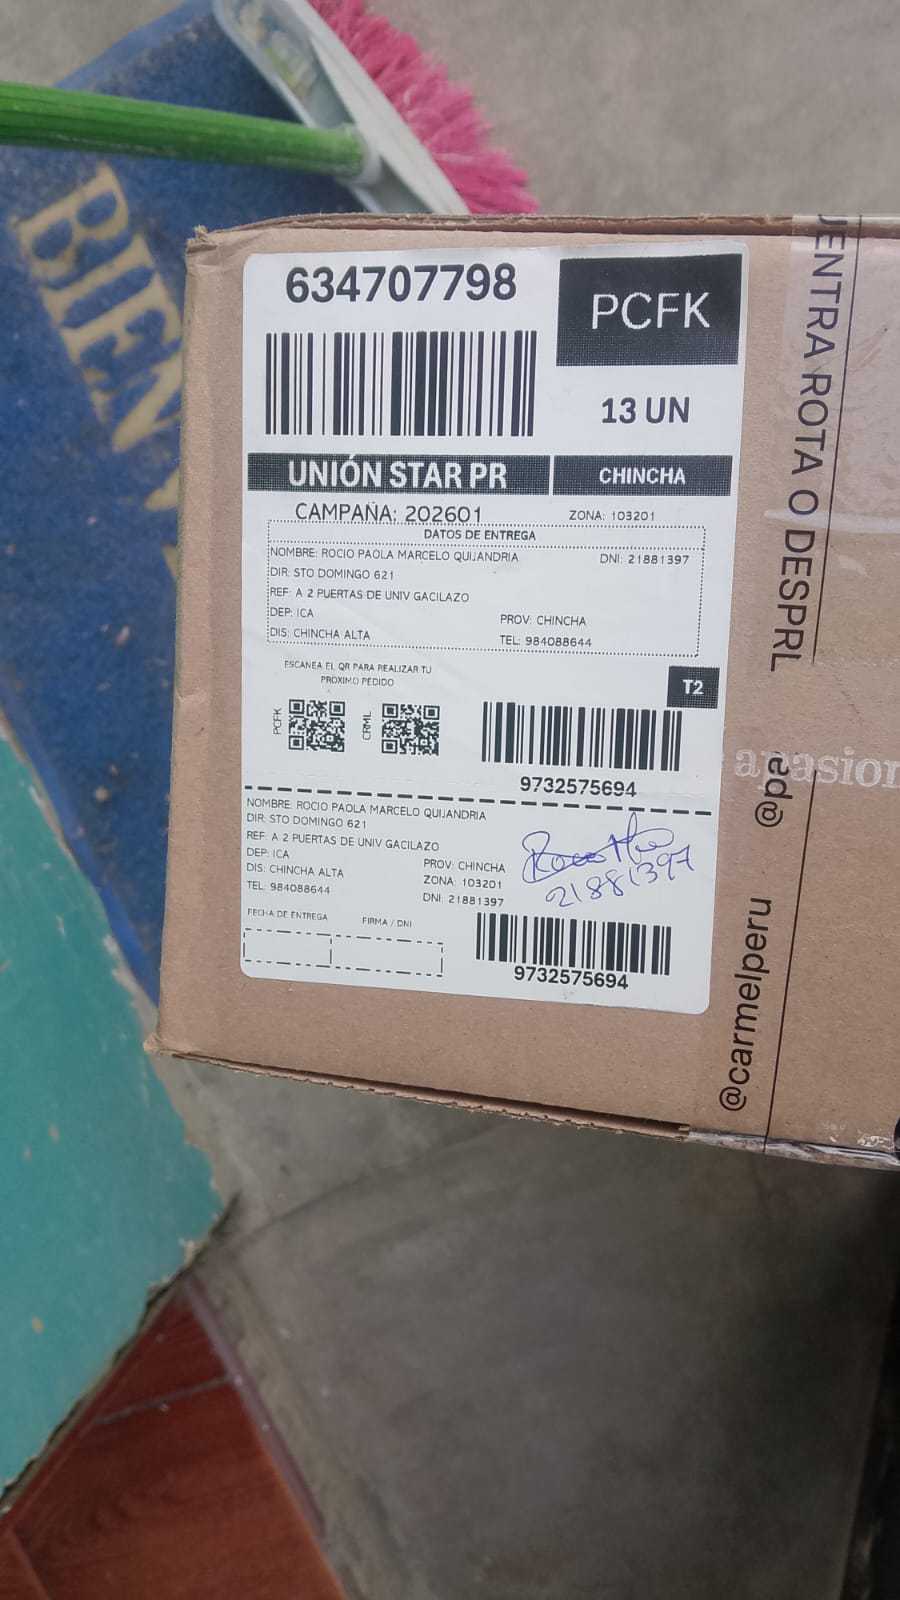 BIEN
634707798
PCFK
13 UN
UNIÓN STAR PR
CHINCHA
CAMPAÑA: 202601
ZONA: 103201
DATOS DE ENTREGA
NOMBRE: ROCIO PAOLA MARCELO QUIJANDRIA
DNI: 21881397
DIR: STO DOMINGO 621
REF: A 2 PUERTAS DE UNIV GACILAZO
DEP: ICA
PROV: CHINCHA
DIS: CHINCHA ALTA
TEL: 984088644
ESCANEA EL QR PARA REALIZAR TU
PROXIMO PEDIDO
T2
PCFK
CRML
9732575694
NOMBRE: ROCIO PAOLA MARCELO QUIJANDRIA
DIR: STO DOMINGO 621
REF: A 2 PUERTAS DE UNIV GACILAZO
DEP: ICA
PROV: CHINCHA
DIS: CHINCHA ALTA
ZONA: 103201
TEL: 984088644
DNI: 21881397
21881397
FECHA DE ENTREGA
FIRMA / DNI
9732575694
UENTRA ROTA O DESPR
apasion
@carmelperu
@pe